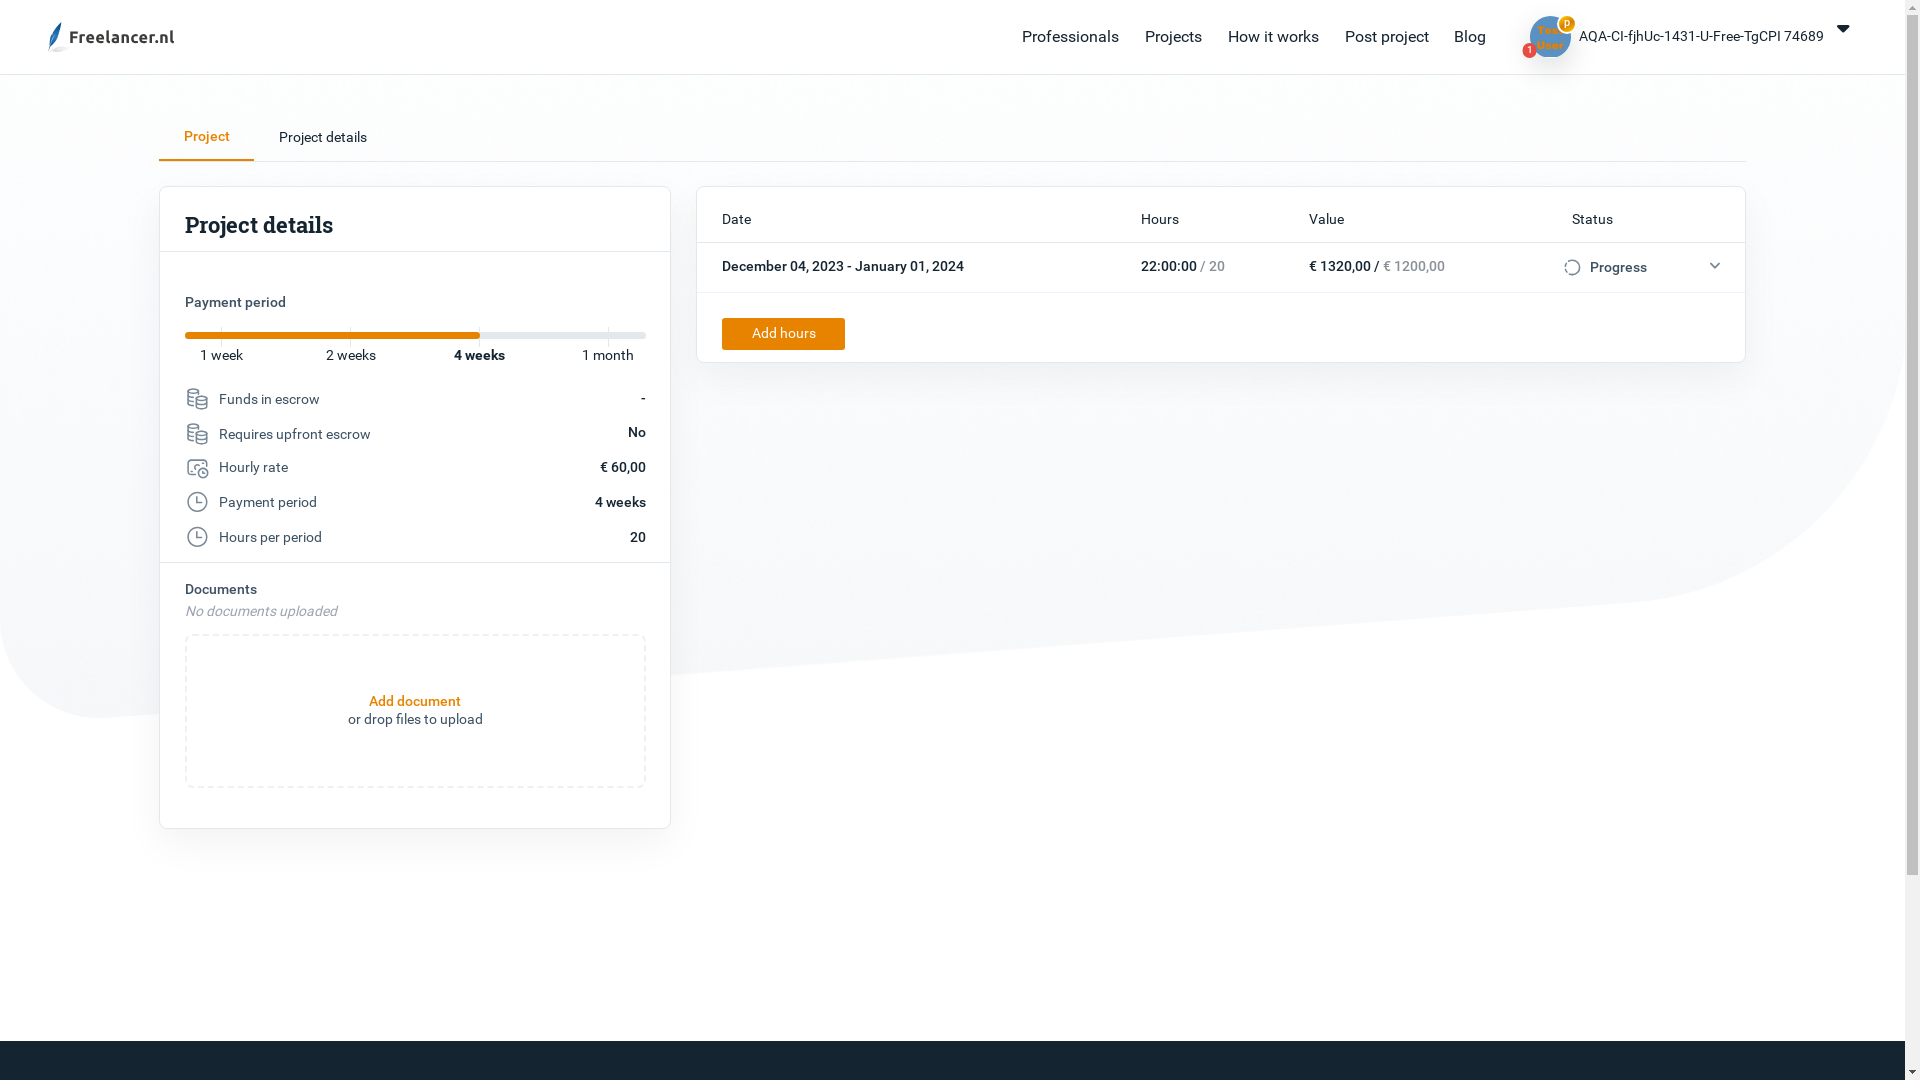 Freelancer.nl
Professionals
Projects
How it works
Post project
Blog
p
1
User
AQA-CI-fjhUc-1431-U-Free-TgCPI 74689
Project
Project details
Project details
Payment period
1 week
2 weeks
4 weeks
1 month
Funds in escrow
-
Requires upfront escrow
No
Hourly rate
€ 60,00
Payment period
4 weeks
Hours per period
20
Documents
No documents uploaded
Add document
or drop files to upload
Date
Hours
Value
Status
December 04, 2023 - January 01, 2024
22:00:00 / 20
€ 1320,00 / € 1200,00
Progress
Add hours